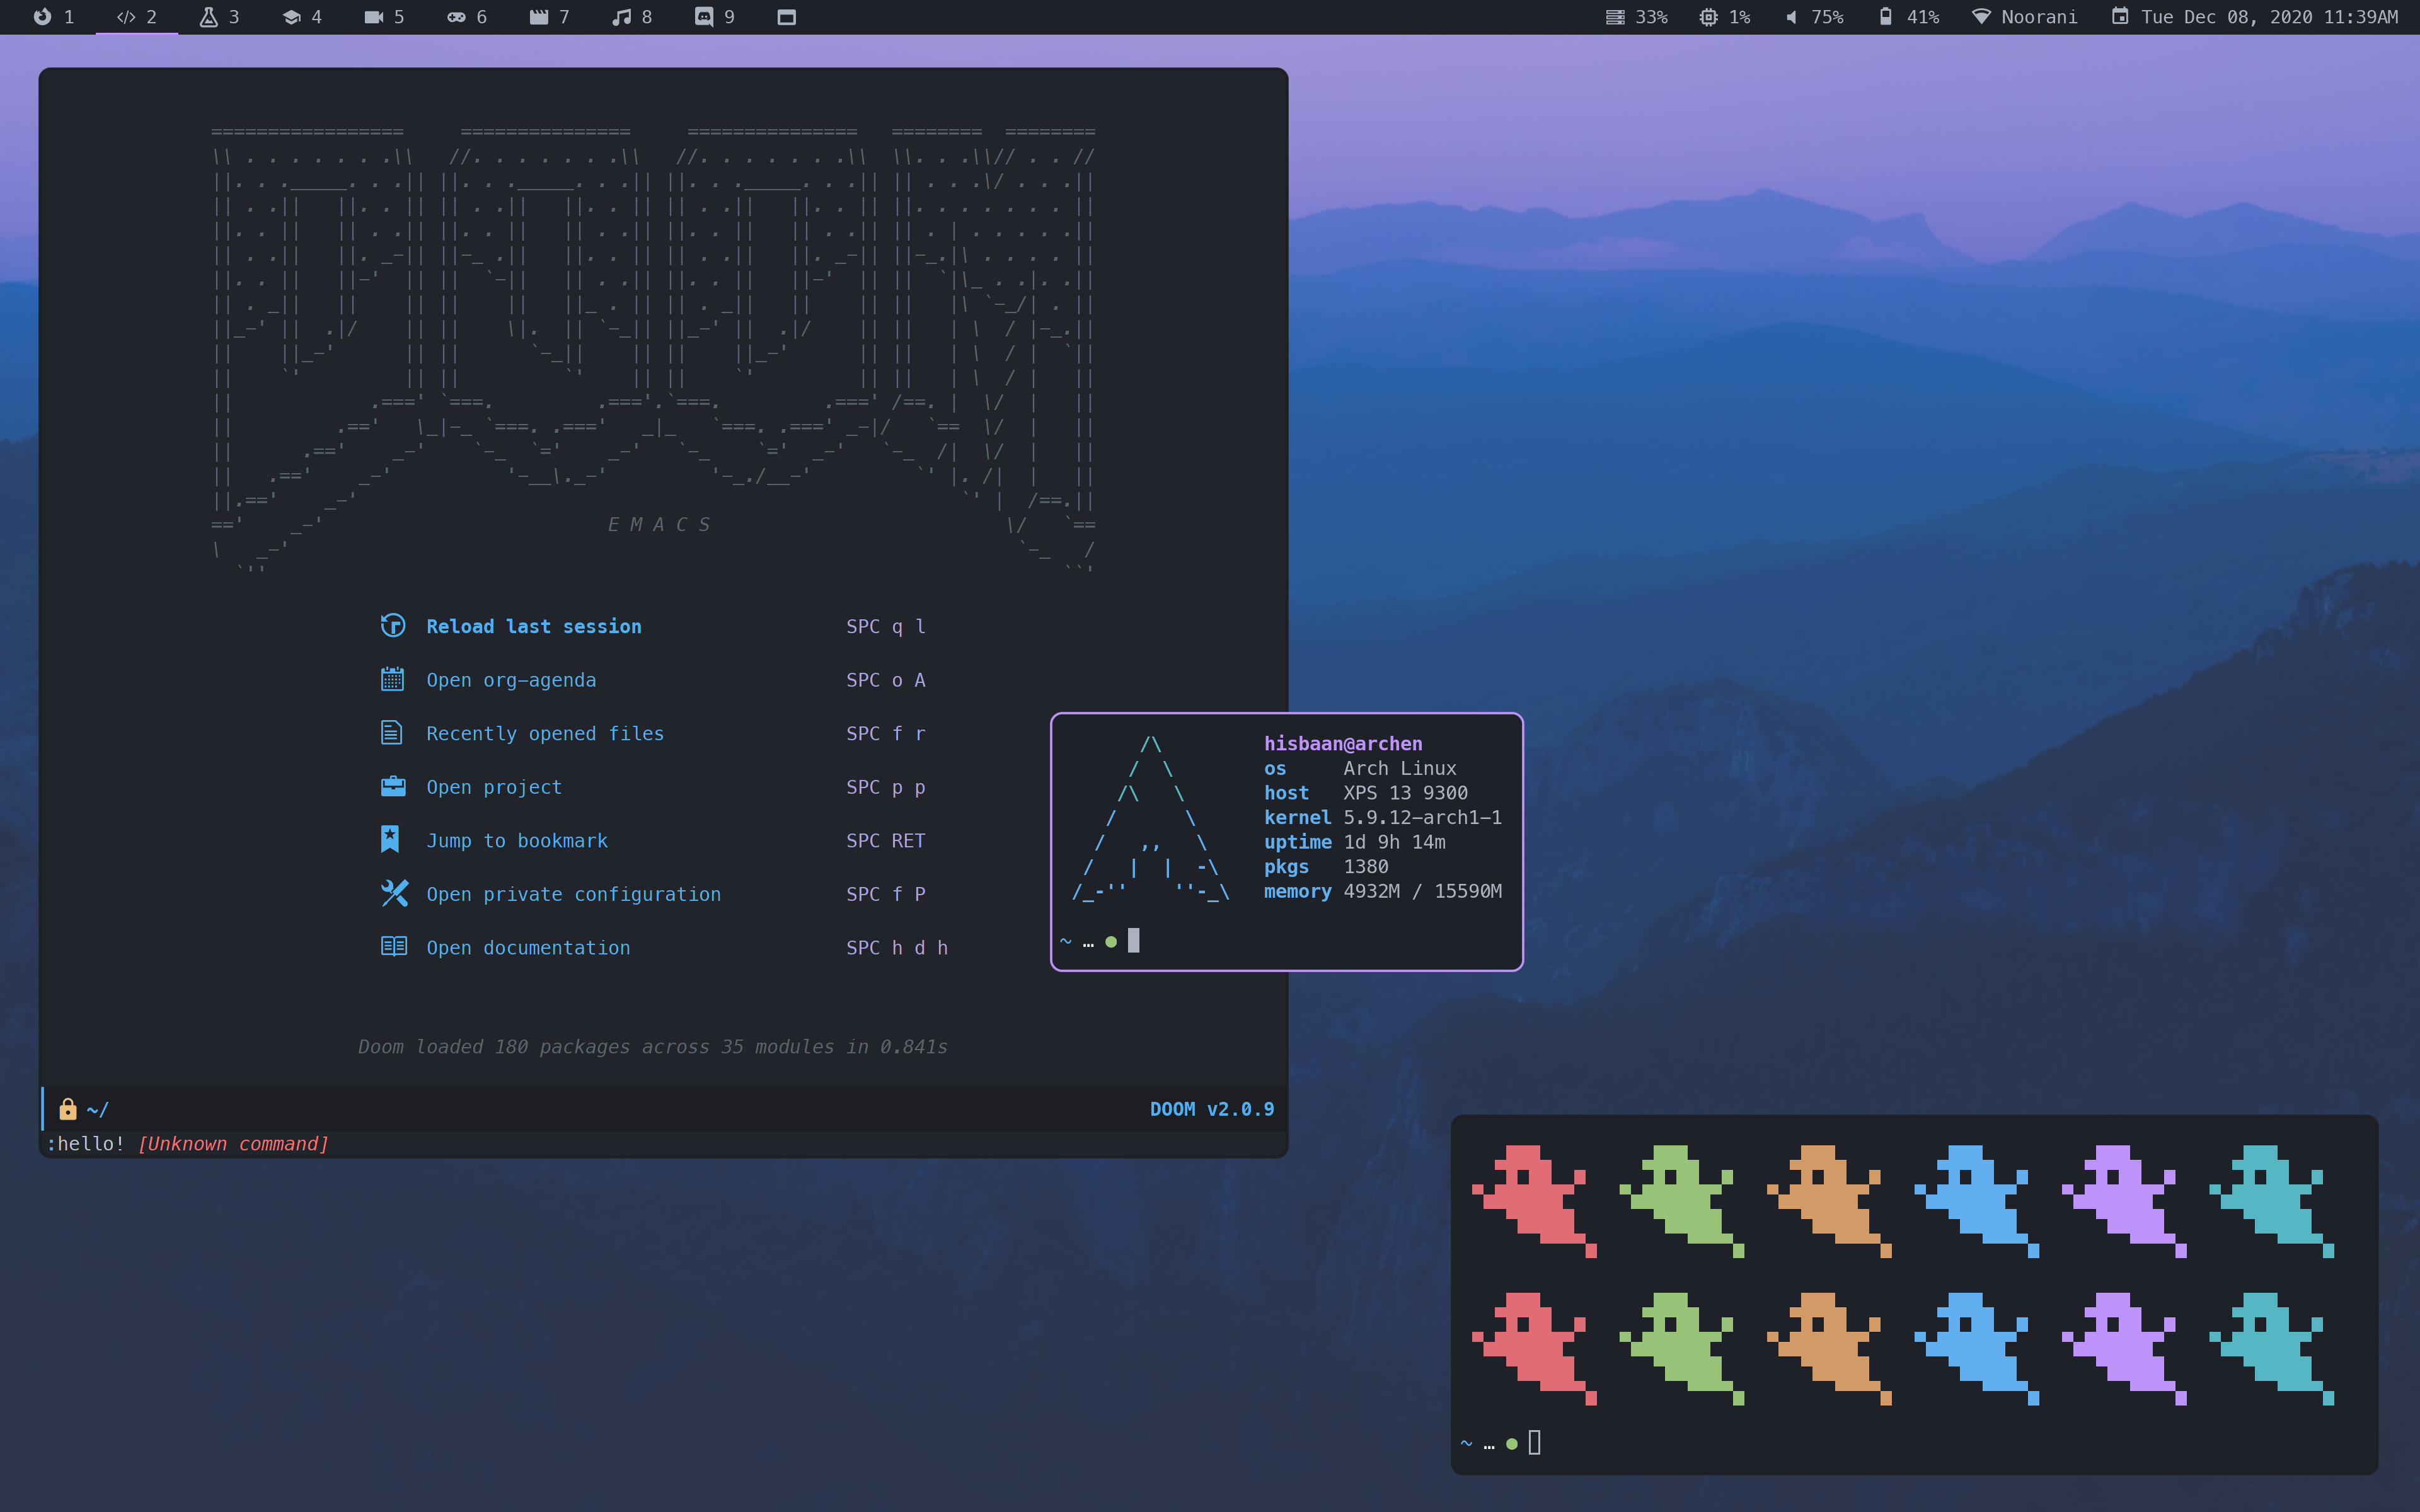 1 2 3 4 5 6 7 8 9 33% 1% 75% 41% Noorani Tue Dec 08, 2020 11:39AM
E M A C S
Reload last session SPC q l
Open org-agenda SPC o A
Recently opened files SPC f r
Open project SPC p p
Jump to bookmark SPC RET
Open private configuration SPC f P
Open documentation SPC h d h
Doom loaded 180 packages across 35 modules in 0.841s
~/ DOOM v2.0.9
:hello! [Unknown command]
hisbaan@archen
os Arch Linux
host XPS 13 9300
kernel 5.9.12-arch1-1
uptime 1d 9h 14m
pkgs 1380
memory 4932M / 15590M
~ … ●
~ … ●